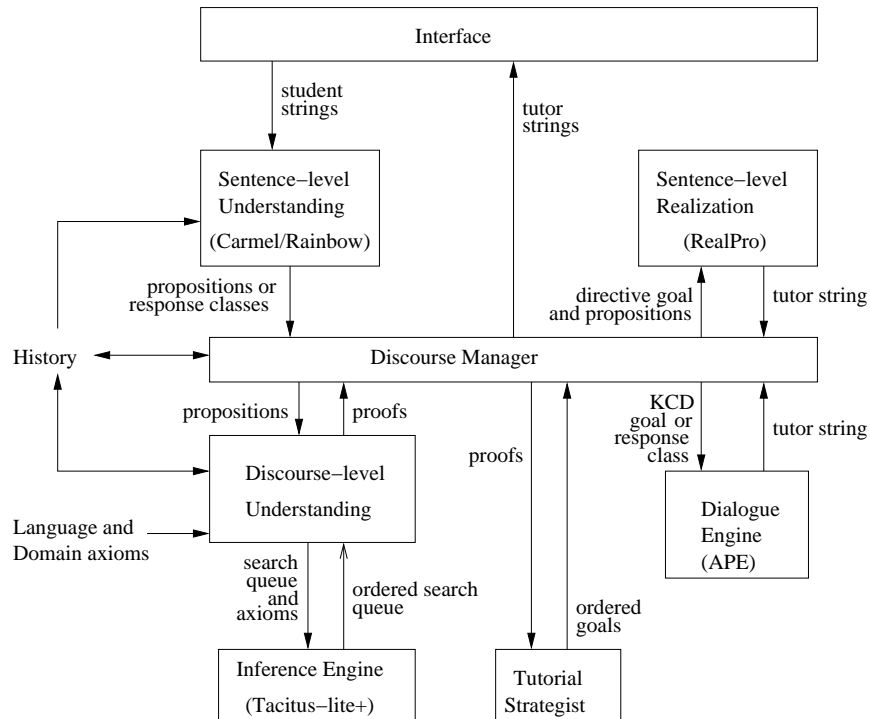 Interface
student
strings
tutor
strings
Sentence−level
Understanding
(Carmel/Rainbow)
Sentence−level
Realization
(RealPro)
propositions or
response classes
directive goal
and propositions
tutor string
History
Discourse Manager
propositions
proofs
proofs
KCD
goal or
response
class
tutor string
Discourse−level
Understanding
Language and
Domain axioms
Dialogue
Engine
(APE)
search
queue
and
axioms
ordered search
queue
ordered
goals
Inference Engine
(Tacitus−lite+)
Tutorial
Strategist